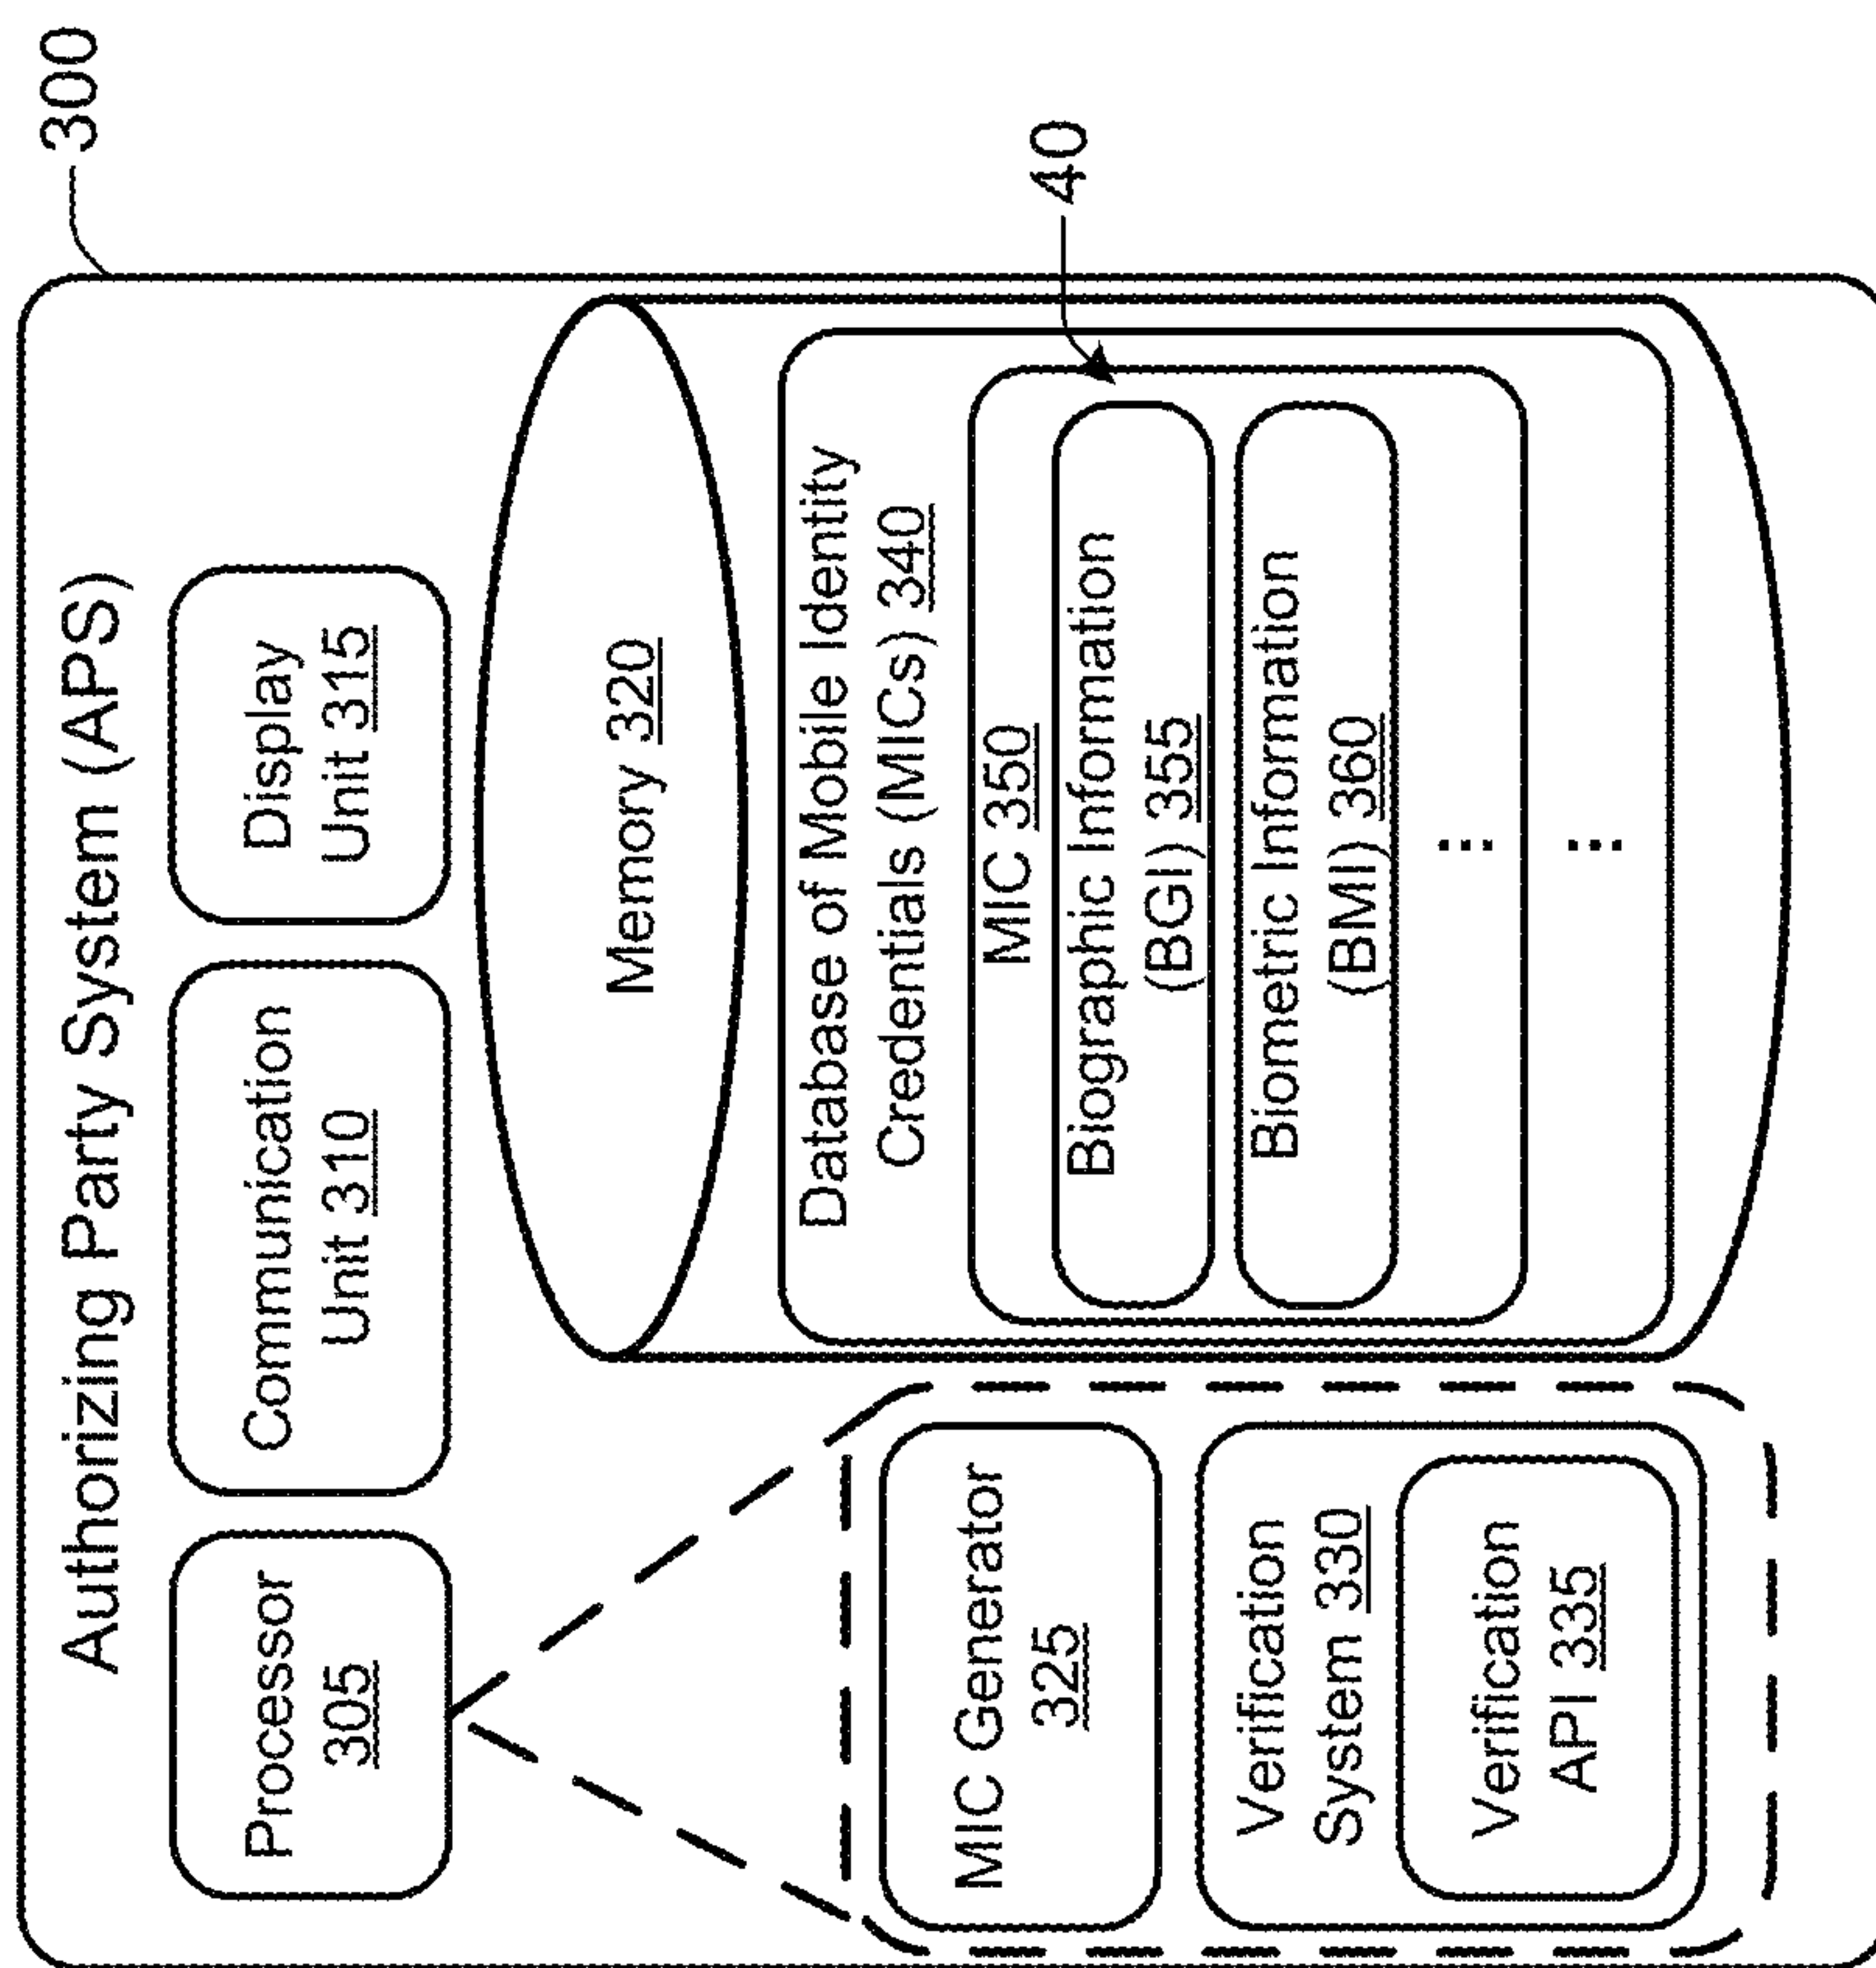 Authorizing Party System (APS)
300
Processor
305
Communication
Unit 310
Display
Unit 315
Memory 320
MIC Generator
325
Verification
System 330
Verification
API 335
Database of Mobile Identity
Credentials (MICs) 340
MIC 350
40
Biographic Information
(BGI) 355
Biometric Information
(BMI) 360
⋮
⋮